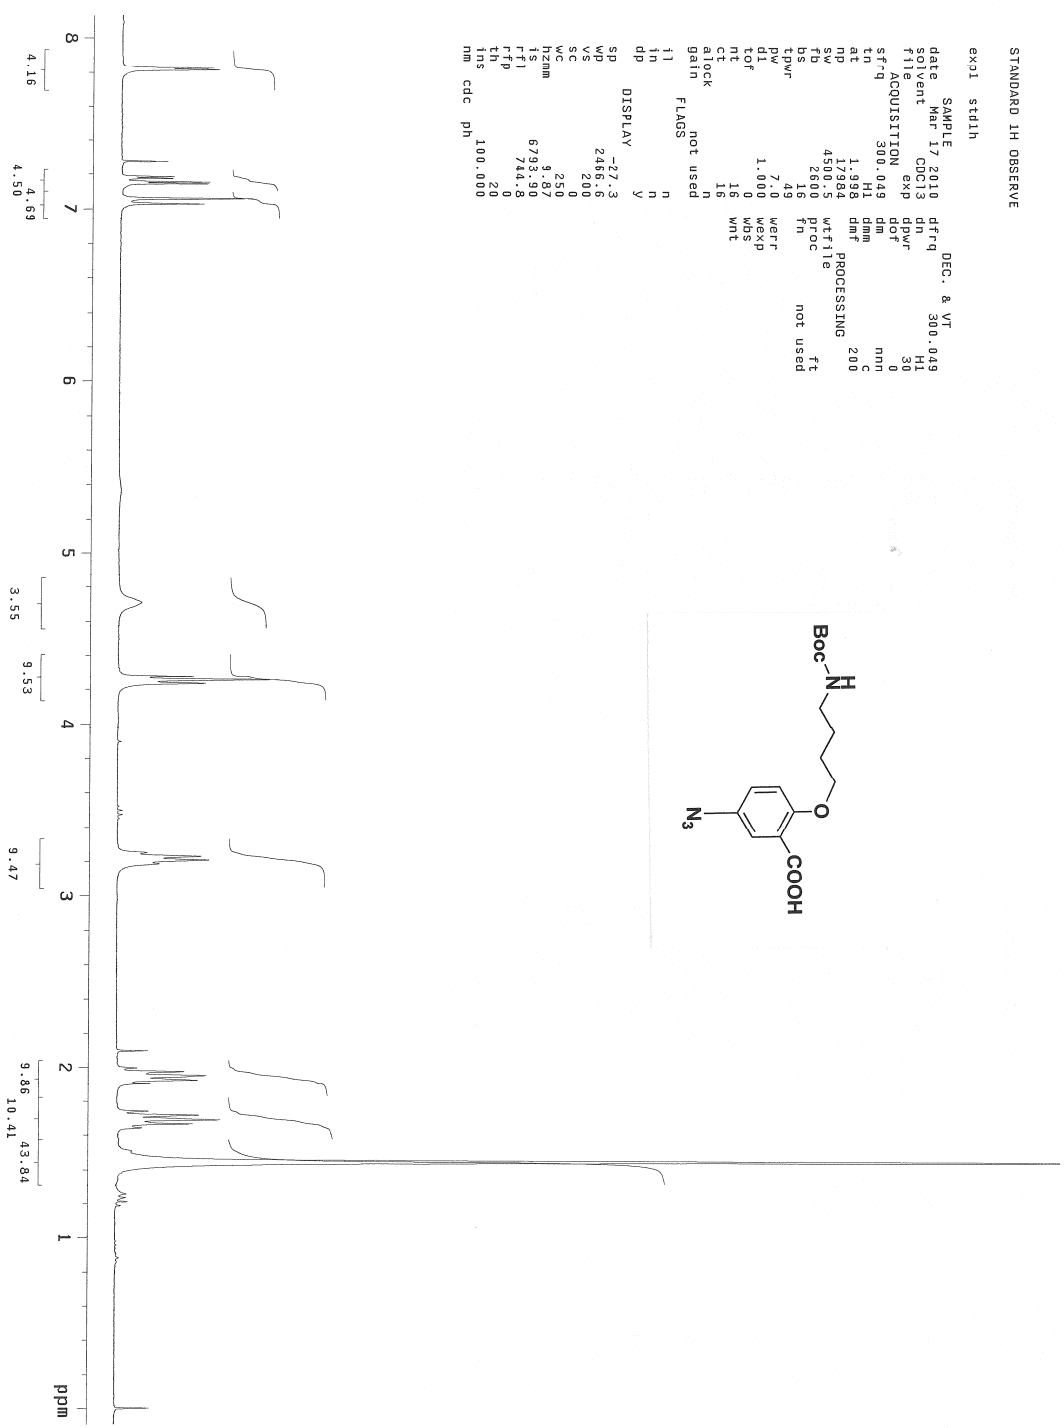 STANDARD 1H OBSERVE
exp1 std1h
SAMPLE DEC. & VT
date Mar 17 2010 dfrq 300.049
solvent CDCl3 dn H1
file exp dpwr 30
ACQUISITION dof 0
sfrq 300.049 dm nnn
tn H1 dmm c
at 1.998 dmf 200
np 17984 PROCESSING
sw 4500.5 wtfile
fb 2600 proc ft
bs 16 fn not used
tpwr 49
pw 7.0 werr
d1 1.000 wexp
tof 0 wbs
nt 16 wnt
ct 16
alock n
gain not used
FLAGS
il n
in n
dp y
DISPLAY
sp -27.3
wp 2466.6
vs 200
sc 0
wc 250
hzmm 9.87
is 6793.90
rfl 744.8
rfp 0
th 20
ins 100.000
nm cdc ph
Boc
H
N
O
COOH
N3
8 7 6 5 4 3 2 1 ppm
4.16
4.50
4.69
3.55
9.53
9.47
9.86
10.41
43.84